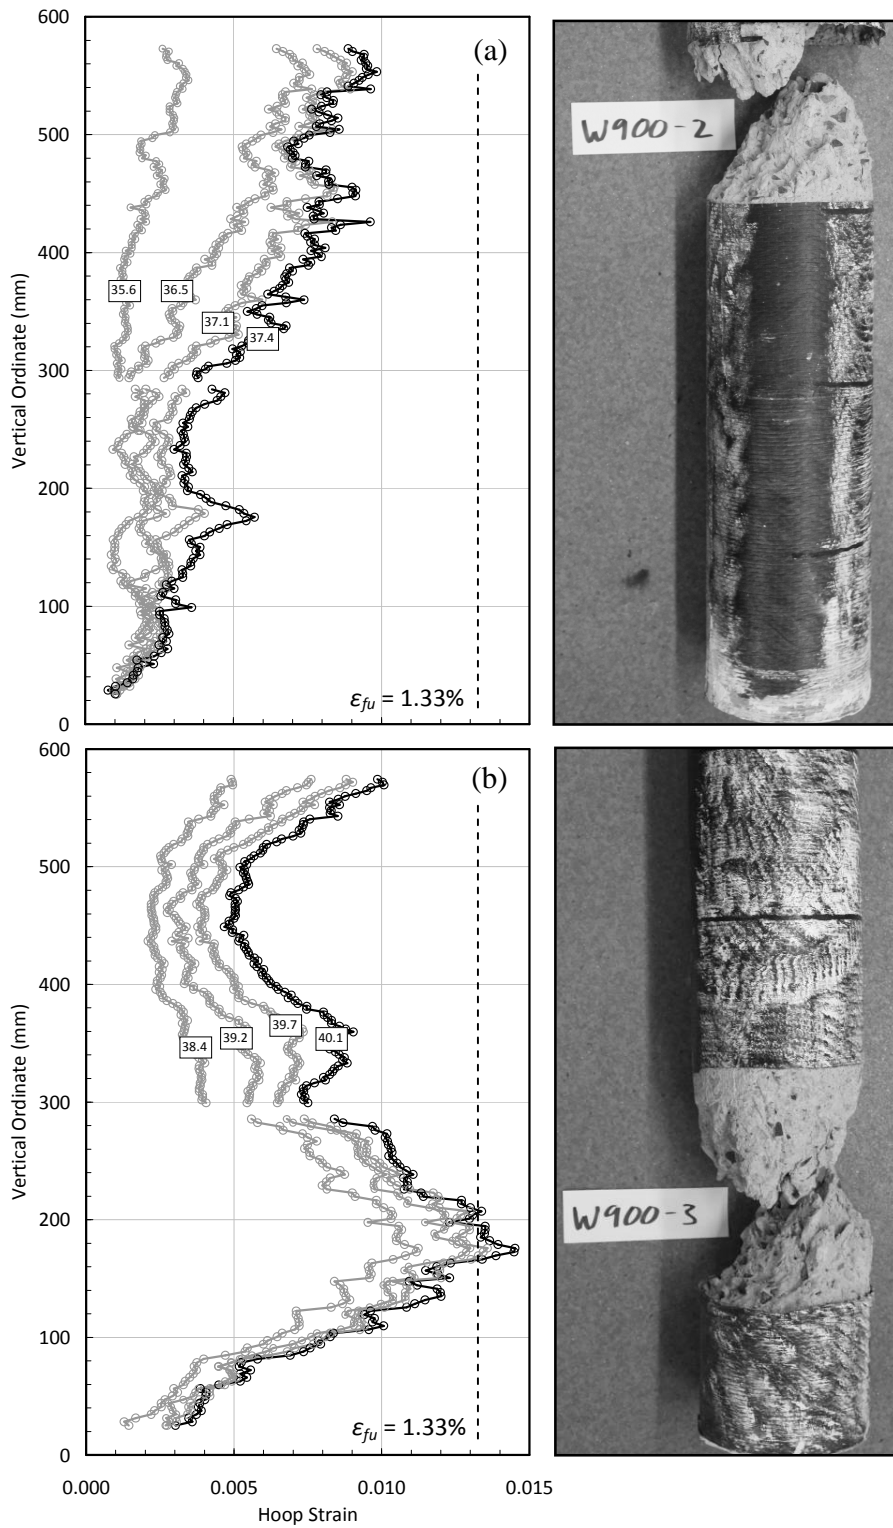 600
(a)
500
400
300
200
100
0
Vertical Ordinate (mm)
35.6
36.5
37.1
37.4
εfu = 1.33%
W900-2
600
(b)
500
400
300
200
100
0
Vertical Ordinate (mm)
38.4
39.2
39.7
40.1
εfu = 1.33%
0.000
0.005
0.010
0.015
Hoop Strain
W900-3